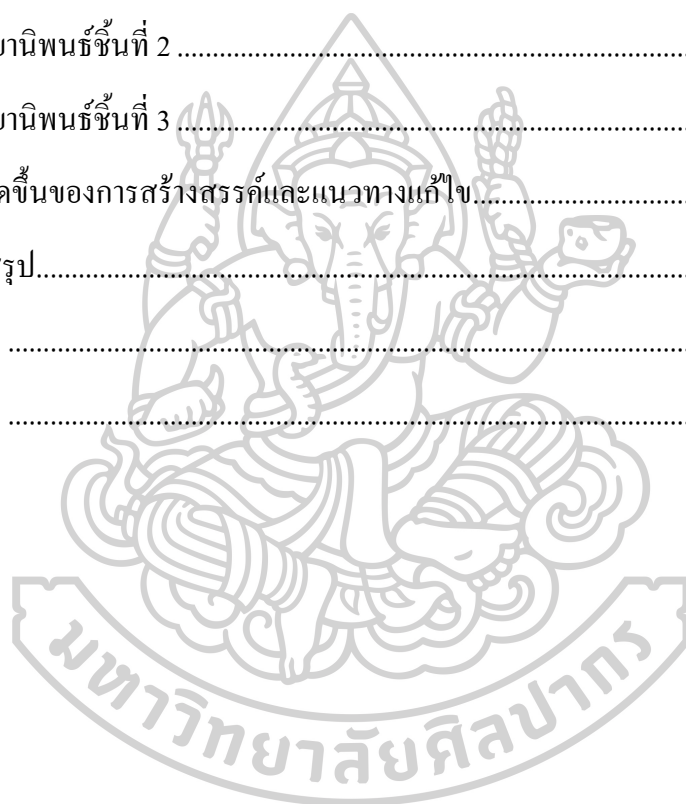 ยานิพนธ์ชิ้นที่ 2 ........................................................................
ยานิพนธ์ชิ้นที่ 3 ........................................................................
ดขึ้นของการสร้างสรรค์และแนวทางแก้ไข..............................
สรุป..............................................................................................
..................................................................................................
..................................................................................................
มหาวิทยาลัยศิลปากร